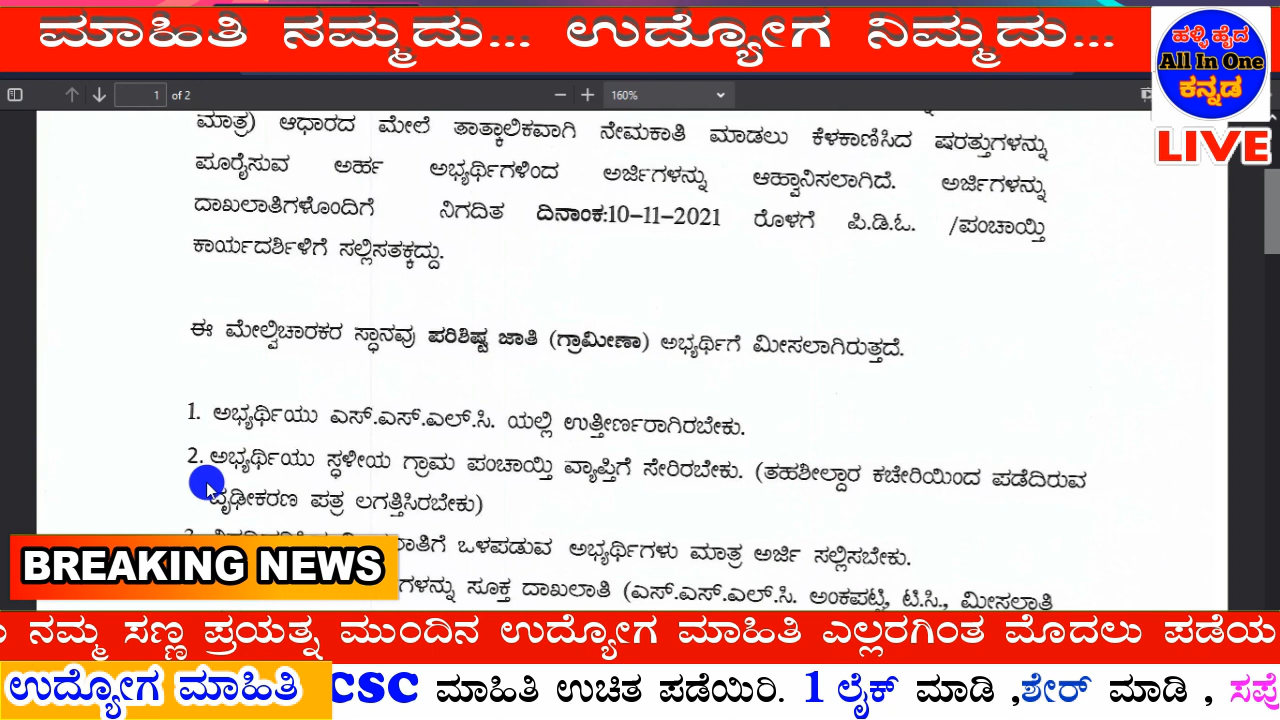 ಮಾಹಿತಿ ನಮ್ಮದು... ಉದ್ಯೋಗ ನಿಮ್ಮದು...
ಹಳ್ಳಿ ಹೈದ
All In One
ಕನ್ನಡ
LIVE
1 of 2
160%
ಮಾತ್ರ) ಆಧಾರದ ಮೇಲೆ ತಾತ್ಕಾಲಿಕವಾಗಿ ನೇಮಕಾತಿ ಮಾಡಲು ಕೆಳಕಾಣಿಸಿದ ಷರತ್ತುಗಳನ್ನು
ಪೂರೈಸುವ ಅರ್ಹ ಅಭ್ಯರ್ಥಿಗಳಿಂದ ಅರ್ಜಿಗಳನ್ನು ಆಹ್ವಾನಿಸಲಾಗಿದೆ. ಅರ್ಜಿಗಳನ್ನು
ದಾಖಲಾತಿಗಳೊಂದಿಗೆ ನಿಗದಿತ ದಿನಾಂಕ:10-11-2021 ರೊಳಗೆ ಪಿ.ಡಿ.ಓ. /ಪಂಚಾಯ್ತಿ
ಕಾರ್ಯದರ್ಶಿಳಿಗೆ ಸಲ್ಲಿಸತಕ್ಕದ್ದು.
ಈ ಮೇಲ್ವಿಚಾರಕರ ಸ್ಥಾನವು ಪರಿಶಿಷ್ಟ ಜಾತಿ (ಗ್ರಾಮೀಣಾ) ಅಭ್ಯರ್ಥಿಗೆ ಮೀಸಲಾಗಿರುತ್ತದೆ.
1. ಅಭ್ಯರ್ಥಿಯು ಎಸ್.ಎಸ್.ಎಲ್.ಸಿ. ಯಲ್ಲಿ ಉತ್ತೀರ್ಣರಾಗಿರಬೇಕು.
2. ಅಭ್ಯರ್ಥಿಯು ಸ್ಥಳೀಯ ಗ್ರಾಮ ಪಂಚಾಯ್ತಿ ವ್ಯಾಪ್ತಿಗೆ ಸೇರಿರಬೇಕು. (ತಹಶೀಲ್ದಾರ ಕಚೇರಿಯಿಂದ ಪಡೆದಿರುವ
ದೃಢೀಕರಣ ಪತ್ರ ಲಗತ್ತಿಸಿರಬೇಕು)
ಒಳಪಡುವ ಅಭ್ಯರ್ಥಿಗಳು ಮಾತ್ರ ಅರ್ಜಿ ಸಲ್ಲಿಸಬೇಕು.
ಸೂಕ್ತ ದಾಖಲಾತಿ (ಎಸ್.ಎಸ್.ಎಲ್.ಸಿ. ಅಂಕಪಟ್ಟಿ, ಟಿ.ಸಿ., ಮೀಸಲಾತಿ
BREAKING NEWS
ನಮ್ಮ ಸಣ್ಣ ಪ್ರಯತ್ನ ಮುಂದಿನ ಉದ್ಯೋಗ ಮಾಹಿತಿ ಎಲ್ಲರಗಿಂತ ಮೊದಲು ಪಡೆಯ
ಉದ್ಯೋಗ ಮಾಹಿತಿ CSC ಮಾಹಿತಿ ಉಚಿತ ಪಡೆಯಿರಿ. 1 ಲೈಕ್ ಮಾಡಿ ,ಶೇರ್ ಮಾಡಿ ,